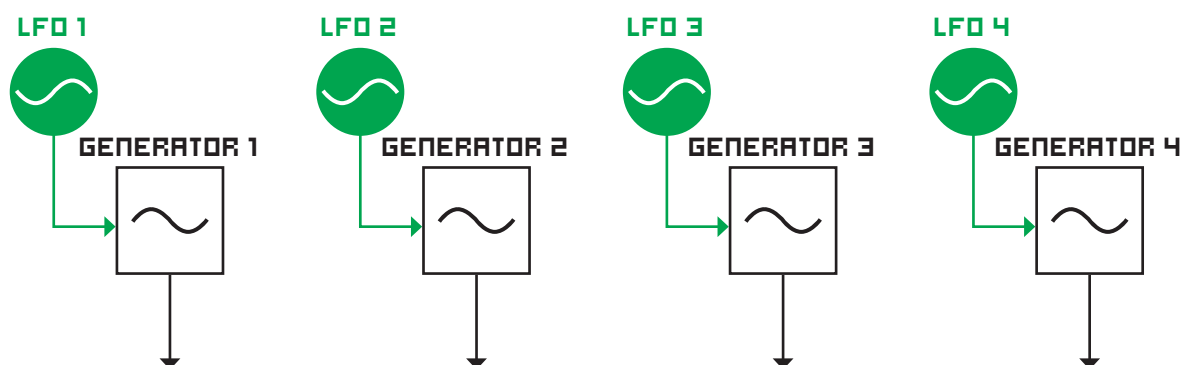 LFO 1
LFO 2
LFO 3
LFO 4
GENERATOR 1
GENERATOR 2
GENERATOR 3
GENERATOR 4